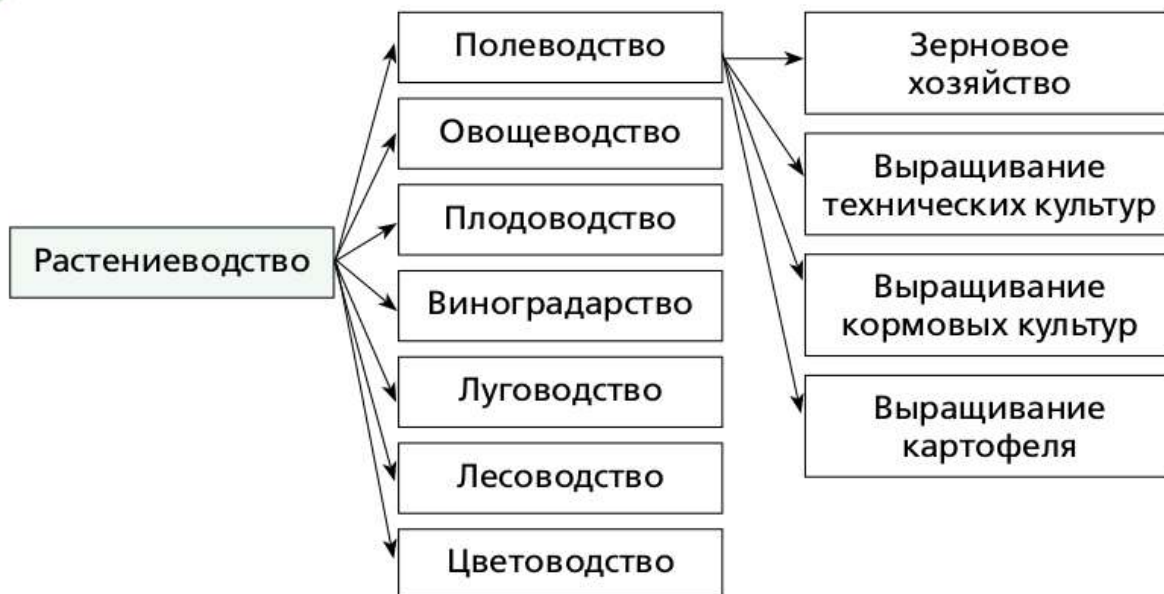 Растениеводство
Полеводство
Овощеводство
Плодоводство
Виноградарство
Луговодство
Лесоводство
Цветоводство
Зерновое
хозяйство
Выращивание
технических культур
Выращивание
кормовых культур
Выращивание
картофеля